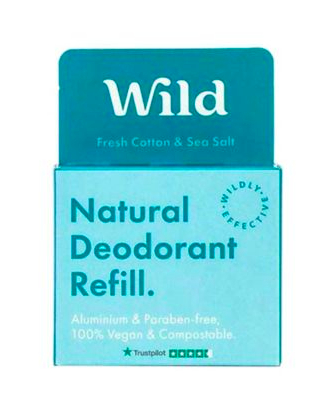 Wild
Fresh Cotton & Sea Salt
• WILDLY •
EFFECTIVE
Natural
Deodorant
Refill.
Aluminium & Paraben-free,
100% Vegan & Compostable.
Trustpilot